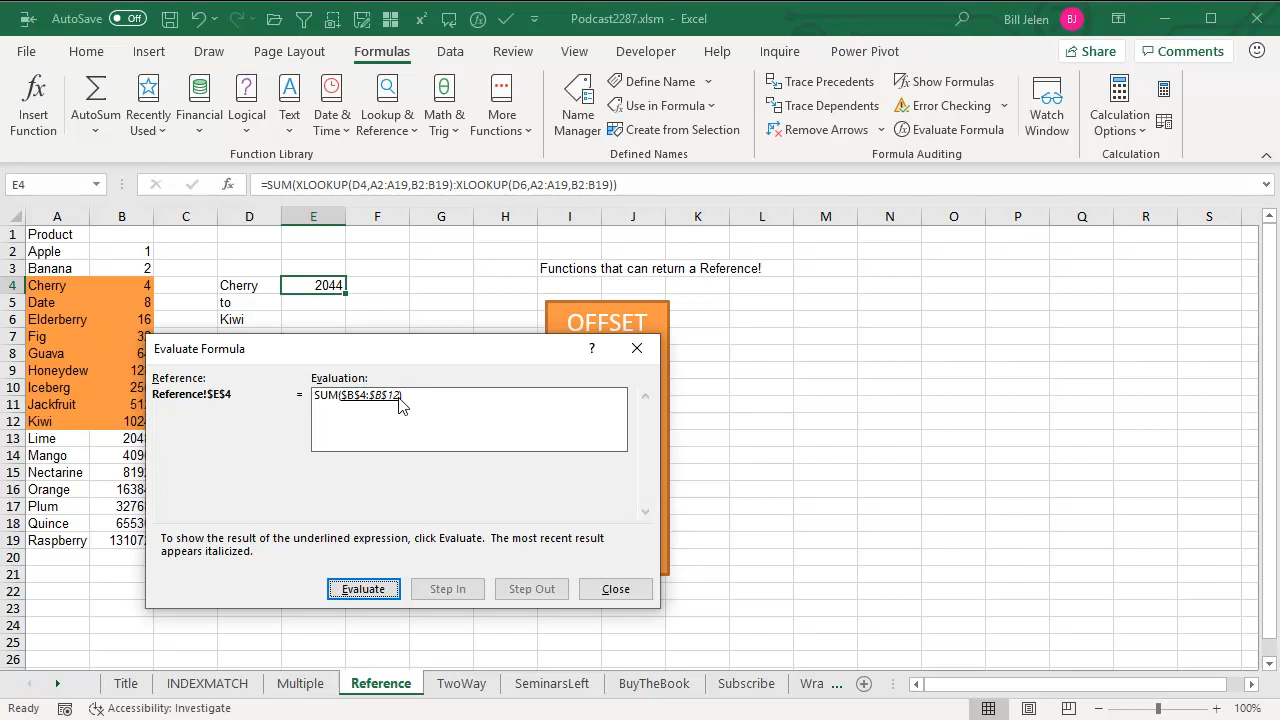 AutoSave Off Podcast2287.xlsm - Excel Bill Jelen BJ
File Home Insert Draw Page Layout Formulas Data Review View Developer Help Inquire Power Pivot Share Comments
Insert Function
AutoSum
Recently Used
Financial
Logical
Text
Date & Time
Lookup & Reference
Math & Trig
More Functions
Function Library
Name Manager
Define Name
Use in Formula
Create from Selection
Defined Names
Trace Precedents
Trace Dependents
Remove Arrows
Show Formulas
Error Checking
Evaluate Formula
Formula Auditing
Watch Window
Calculation Options
Calculation
E4 fx =SUM(XLOOKUP(D4,A2:A19,B2:B19):XLOOKUP(D6,A2:A19,B2:B19))
A B C D E F G H I J K L M N O P Q R S
1 Product
2 Apple 1
3 Banana 2 Functions that can return a Reference!
4 Cherry 4 Cherry 2044
5 Date 8 to
6 Elderberry 16 Kiwi OFFSET
7 Fig
8 Guava
9 Honeydew
10 Iceberg
11 Jackfruit
12 Kiwi
13 Lime
14 Mango
15 Nectarine
16 Orange
17 Plum
18 Quince
19 Raspberry
20
21
22
23
24
25
26
Evaluate Formula ?
Reference: Evaluation:
Reference!$E$4 = SUM($B$4:$B$12)
To show the result of the underlined expression, click Evaluate. The most recent result
appears italicized.
Evaluate Step In Step Out Close
Title INDEXMATCH Multiple Reference TwoWay SeminarsLeft BuyTheBook Subscribe Wra ...
Ready Accessibility: Investigate 100%